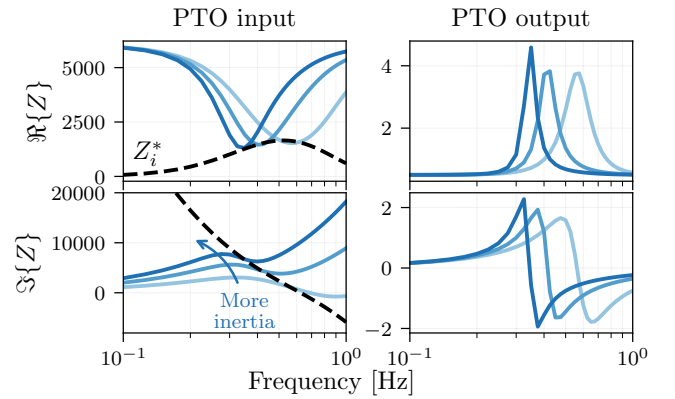 PTO input
PTO output
ℜ{Z}
5000
2500
0
Z_i^*
4
2
ℑ{Z}
20000
10000
0
More
inertia
2
0
−2
10^{-1}
10^0
10^{-1}
10^0
Frequency [Hz]